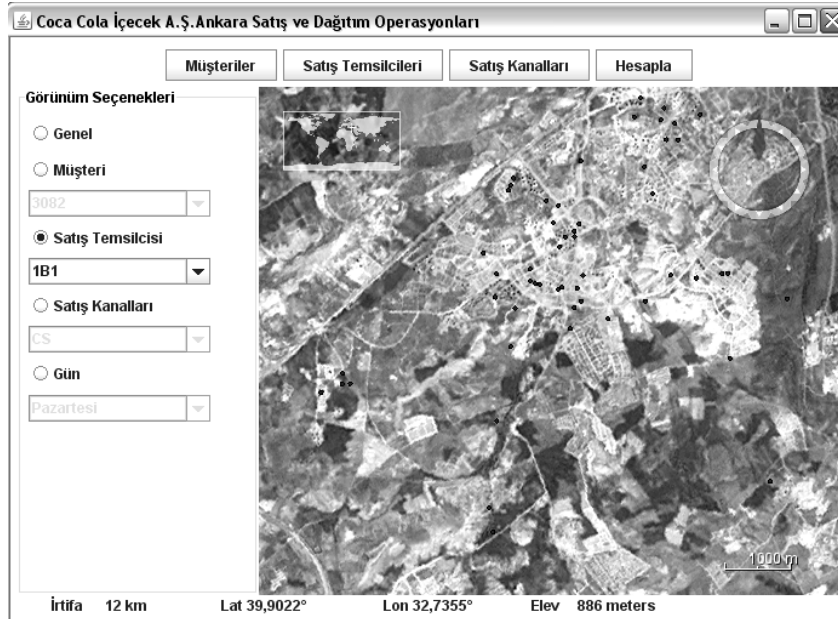 Coca Cola İçecek A.Ş.Ankara Satış ve Dağıtım Operasyonları
Müşteriler Satış Temsilcileri Satış Kanalları Hesapla
Görünüm Seçenekleri
Genel
Müşteri
3082
Satış Temsilcisi
1B1
Satış Kanalları
CS
Gün
Pazartesi
1000 m
İrtifa 12 km Lat 39,9022° Lon 32,7355° Elev 886 meters